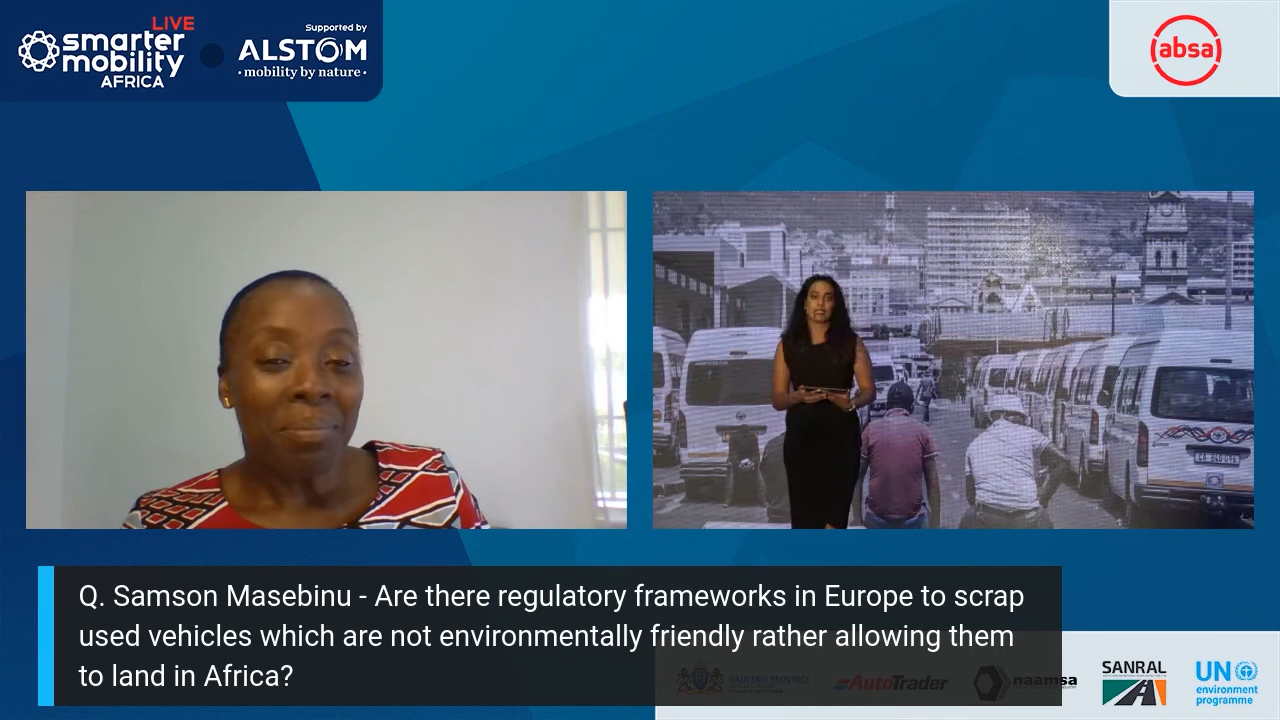 LIVE
smarter
mobility
AFRICA
Supported by
ALSTOM
• mobility by nature •
absa
Q. Samson Masebinu - Are there regulatory frameworks in Europe to scrap
used vehicles which are not environmentally friendly rather allowing them
to land in Africa?
GAUTENG PROVINCE
AutoTrader
naamsa
SANRAL
UN
environment
programme